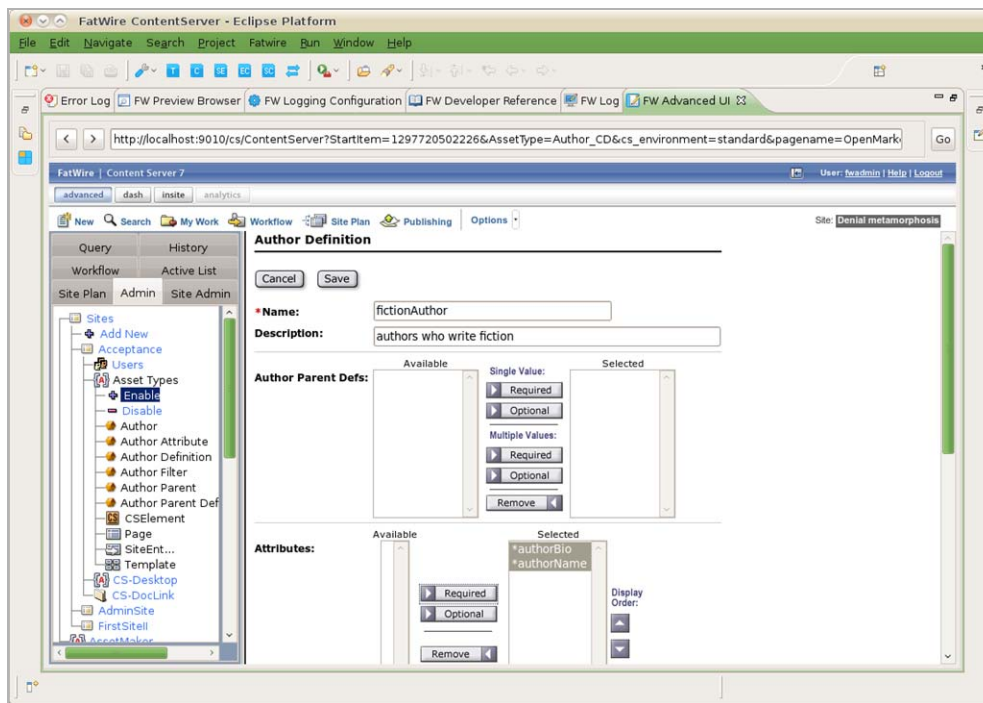 FatWire ContentServer - Eclipse Platform
File Edit Navigate Search Project Fatwire Run Window Help
T C SE EC SC
Error Log FW Preview Browser FW Logging Configuration FW Developer Reference FW Log FW Advanced UI
http://localhost:9010/cs/ContentServer?StartItem=1297720502226&AssetType=Author_CD&cs_environment=standard&pagename=OpenMark Go
FatWire | Content Server 7 User: fwadmin | Help | Logout
advanced dash insite analytics
New Search My Work Workflow Site Plan Publishing Options Site: Denial metamorphosis
Query History
Workflow Active List
Site Plan Admin Site Admin
Sites
Add New
Acceptance
Users
Asset Types
Enable
Disable
Author
Author Attribute
Author Definition
Author Filter
Author Parent
Author Parent Def
CSElement
Page
SiteEnt...
Template
CS-Desktop
CS-DocLink
AdminSite
FirstSiteII
AssetMaker
Author Definition
Cancel Save
*Name: fictionAuthor
Description: authors who write fiction
Available Selected
Author Parent Defs:
Single Value:
Required
Optional
Multiple Values:
Required
Optional
Remove
Available Selected
Attributes:
*authorBio
*authorName
Required
Optional
Remove
Display
Order: